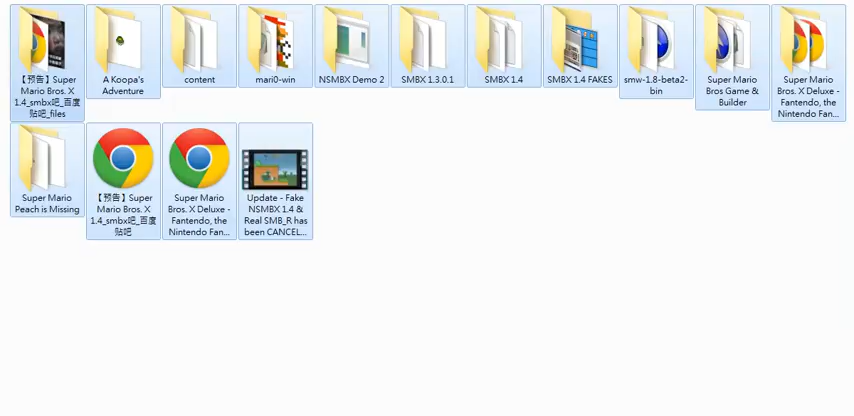 【预告】Super
Mario Bros. X
1.4_smbx吧_百度
贴吧_files
A Koopa's
Adventure
content
mari0-win
NSMBX Demo 2
SMBX 1.3.0.1
SMBX 1.4
SMBX 1.4 FAKES
smw-1.8-beta2-
bin
Super Mario
Bros Game &
Builder
Super Mario
Bros. X Deluxe -
Fantendo, the
Nintendo Fan...
Super Mario
Peach is Missing
【预告】Super
Mario Bros. X
1.4_smbx吧_百度
贴吧
Super Mario
Bros. X Deluxe -
Fantendo, the
Nintendo Fan...
Update - Fake
NSMBX 1.4 &
Real SMB_R has
been CANCEL...